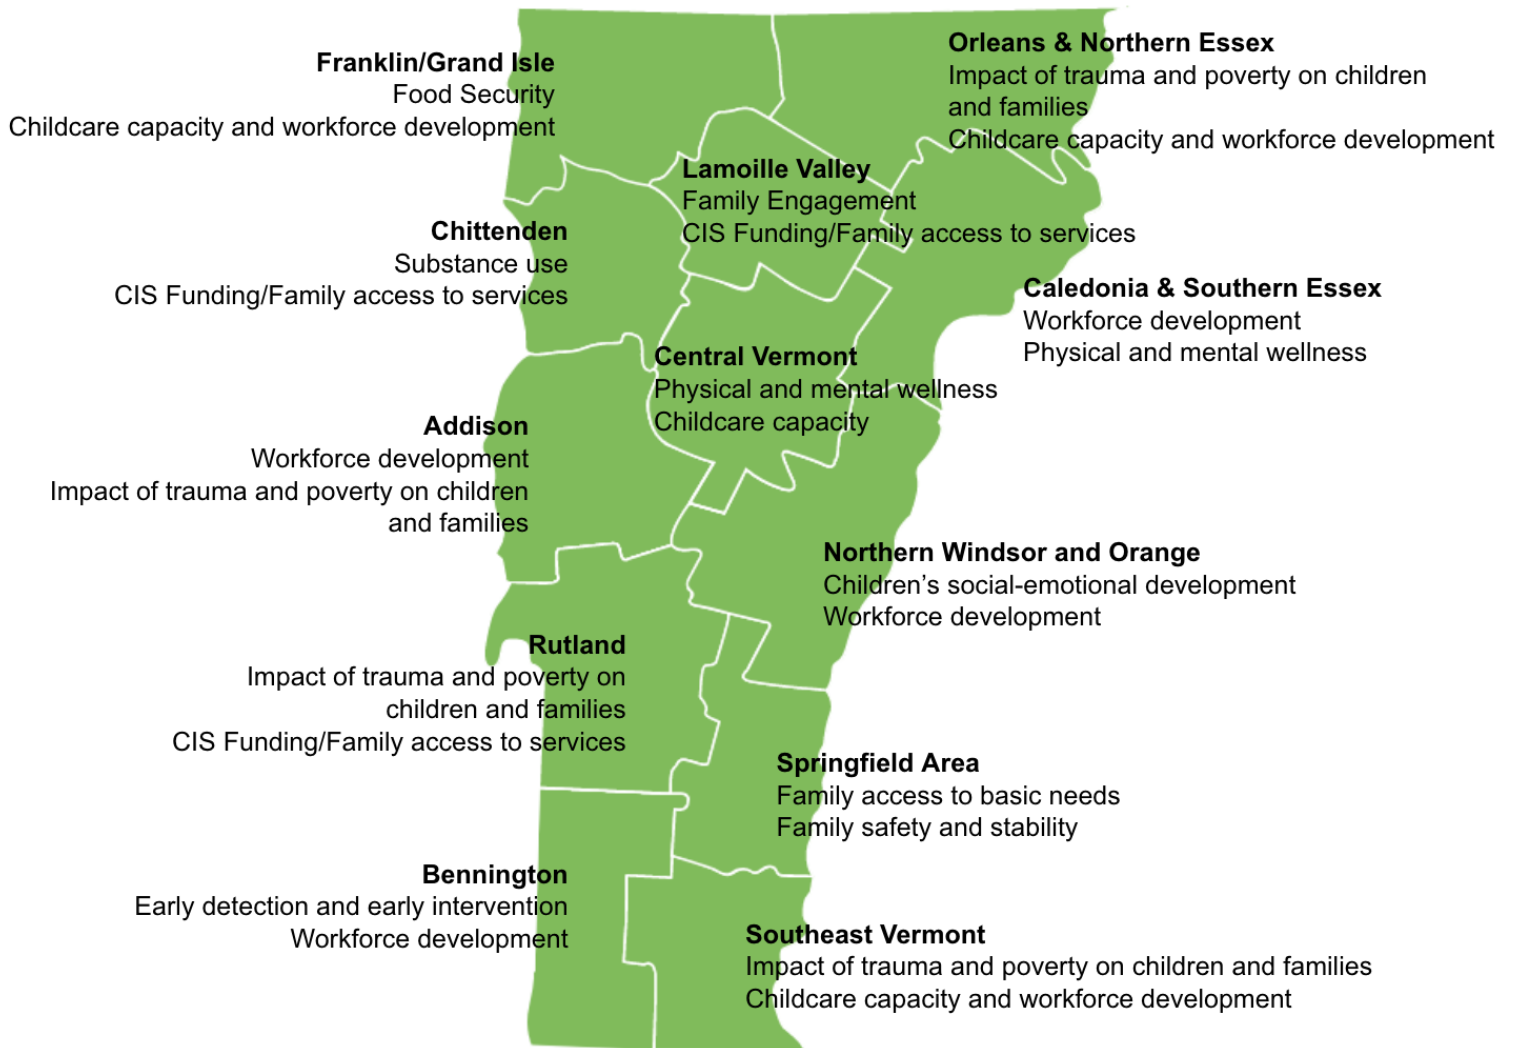 Franklin/Grand Isle
Food Security
Childcare capacity and workforce development
Orleans & Northern Essex
Impact of trauma and poverty on children
and families
Childcare capacity and workforce development
Lamoille Valley
Family Engagement
CIS Funding/Family access to services
Chittenden
Substance use
CIS Funding/Family access to services
Caledonia & Southern Essex
Workforce development
Physical and mental wellness
Central Vermont
Physical and mental wellness
Childcare capacity
Addison
Workforce development
Impact of trauma and poverty on children
and families
Northern Windsor and Orange
Children’s social-emotional development
Workforce development
Rutland
Impact of trauma and poverty on
children and families
CIS Funding/Family access to services
Springfield Area
Family access to basic needs
Family safety and stability
Bennington
Early detection and early intervention
Workforce development
Southeast Vermont
Impact of trauma and poverty on children and families
Childcare capacity and workforce development